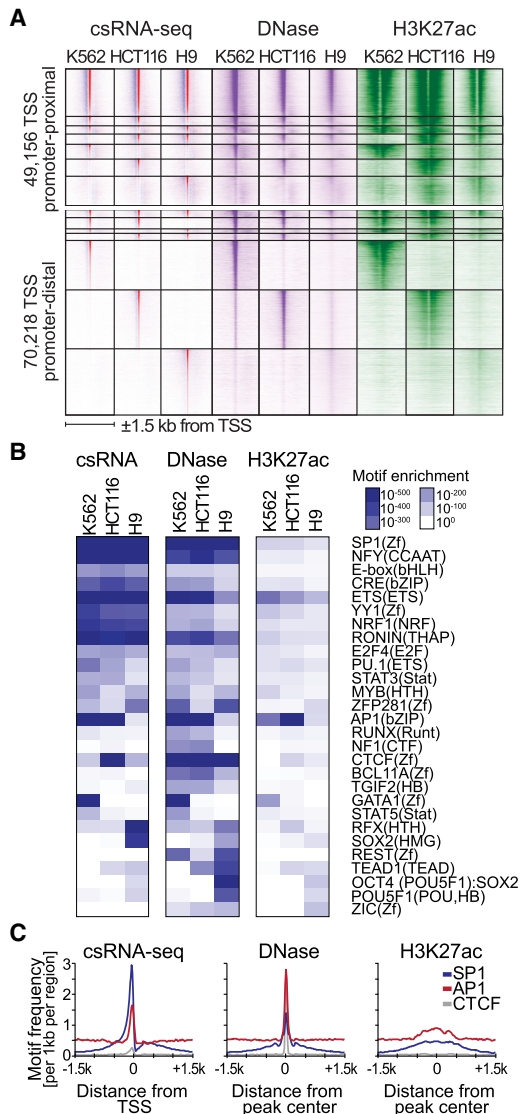 A
csRNA-seq DNase H3K27ac
K562 HCT116 H9 K562 HCT116 H9 K562 HCT116 H9
49,156 TSS
promoter-proximal
70,218 TSS
promoter-distal
±1.5 kb from TSS
B
csRNA DNase H3K27ac
K562 HCT116 H9 K562 HCT116 H9 K562 HCT116 H9
Motif enrichment
10-500 10-200
10-400 10-100
10-300 100
SP1(Zf)
NFY(CCAAT)
E-box(bHLH)
CRE(bZIP)
ETS(ETS)
YY1(Zf)
NRF1(NRF)
RONIN(THAP)
E2F4(E2F)
PU.1(ETS)
STAT3(Stat)
MYB(HTH)
ZFP281(Zf)
AP1(bZIP)
RUNX(Runt)
NF1(CTF)
CTCF(Zf)
BCL11A(Zf)
TGIF2(HB)
GATA1(Zf)
STAT5(Stat)
RFX(HTH)
SOX2(HMG)
REST(Zf)
TEAD1(TEAD)
OCT4 (POU5F1):SOX2
POU5F1(POU,HB)
ZIC(Zf)
C
csRNA-seq DNase H3K27ac
Motif frequency
[per 1kb per region]
3
2
1
0
SP1
AP1
CTCF
-1.5k 0 +1.5k -1.5k 0 +1.5k -1.5k 0 +1.5k
Distance from TSS
Distance from peak center
Distance from peak center